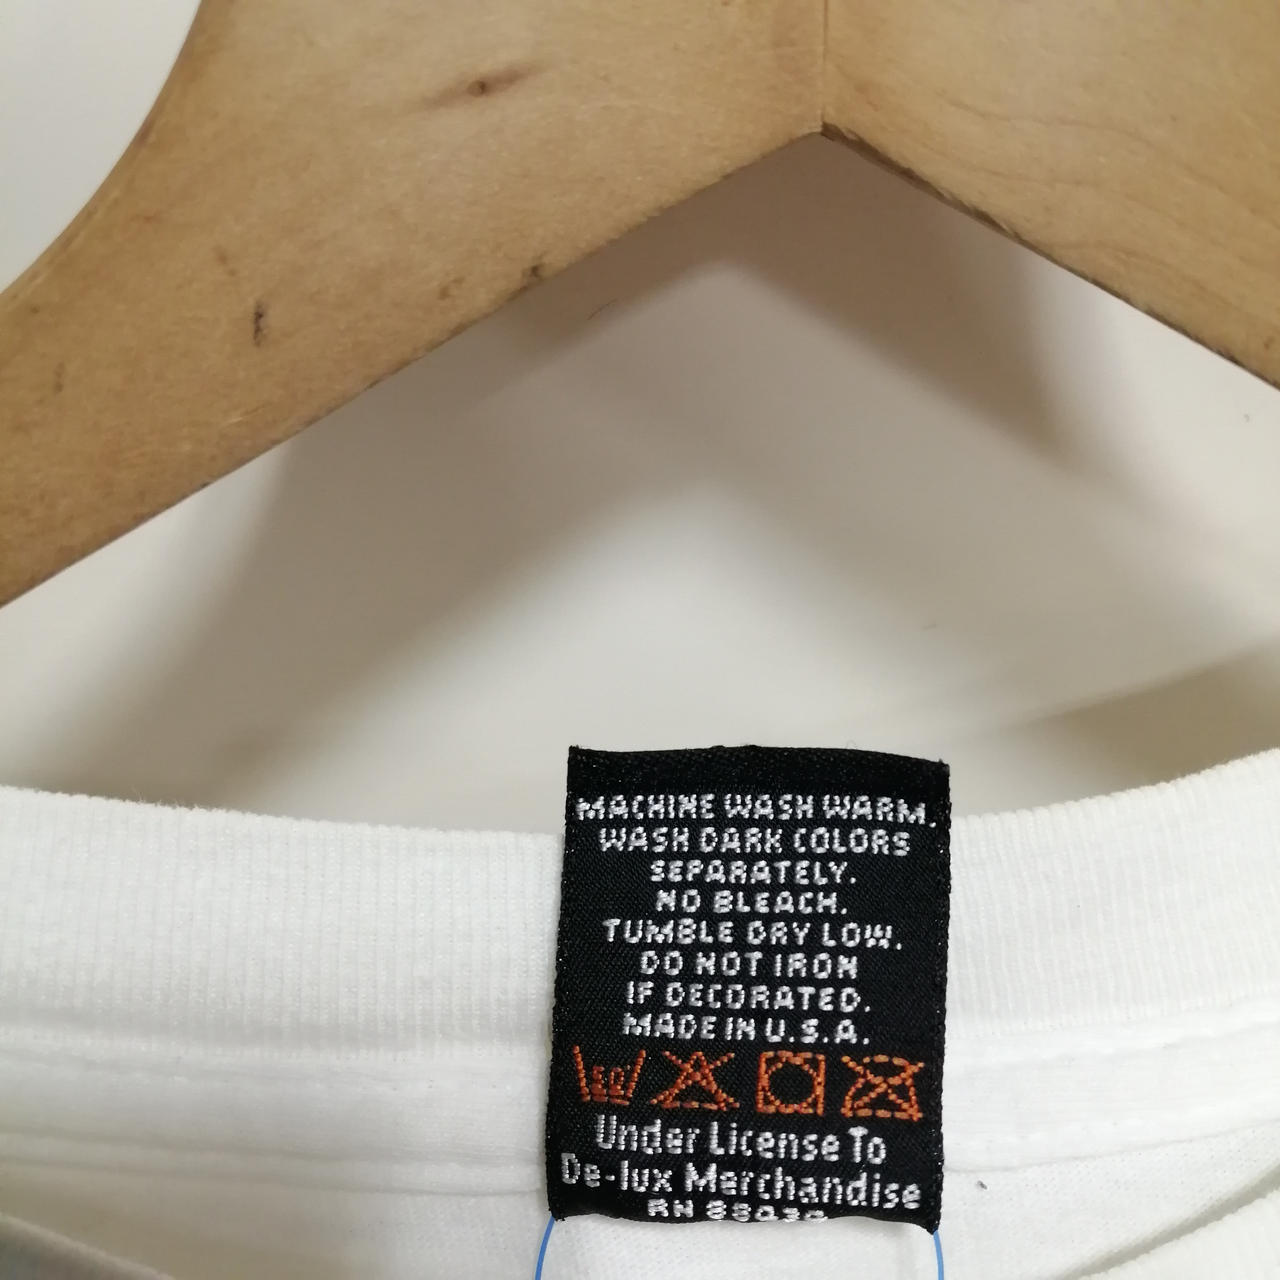 MACHINE WASH WARM.
WASH DARK COLORS
SEPARATELY.
NO BLEACH.
TUMBLE DRY LOW.
DO NOT IRON
IF DECORATED.
MADE IN U.S.A.
Under License To
De-lux Merchandise
RN